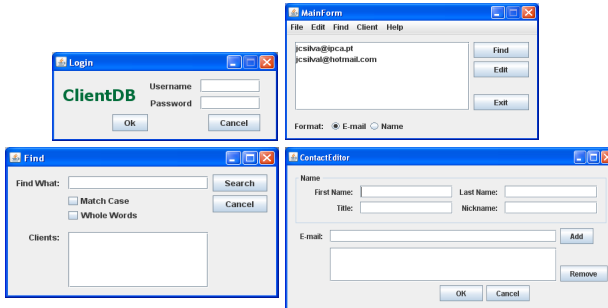 Login
ClientDB
Username
Password
Ok Cancel
MainForm
File Edit Find Client Help
jcsilva@ipca.pt
jcsilval@hotmail.com
Find
Edit
Exit
Format: E-mail Name
Find
Find What: Search
Match Case Cancel
Whole Words
Clients:
ContactEditor
Name
First Name: Last Name:
Title: Nickname:
E-mail: Add
Remove
OK Cancel